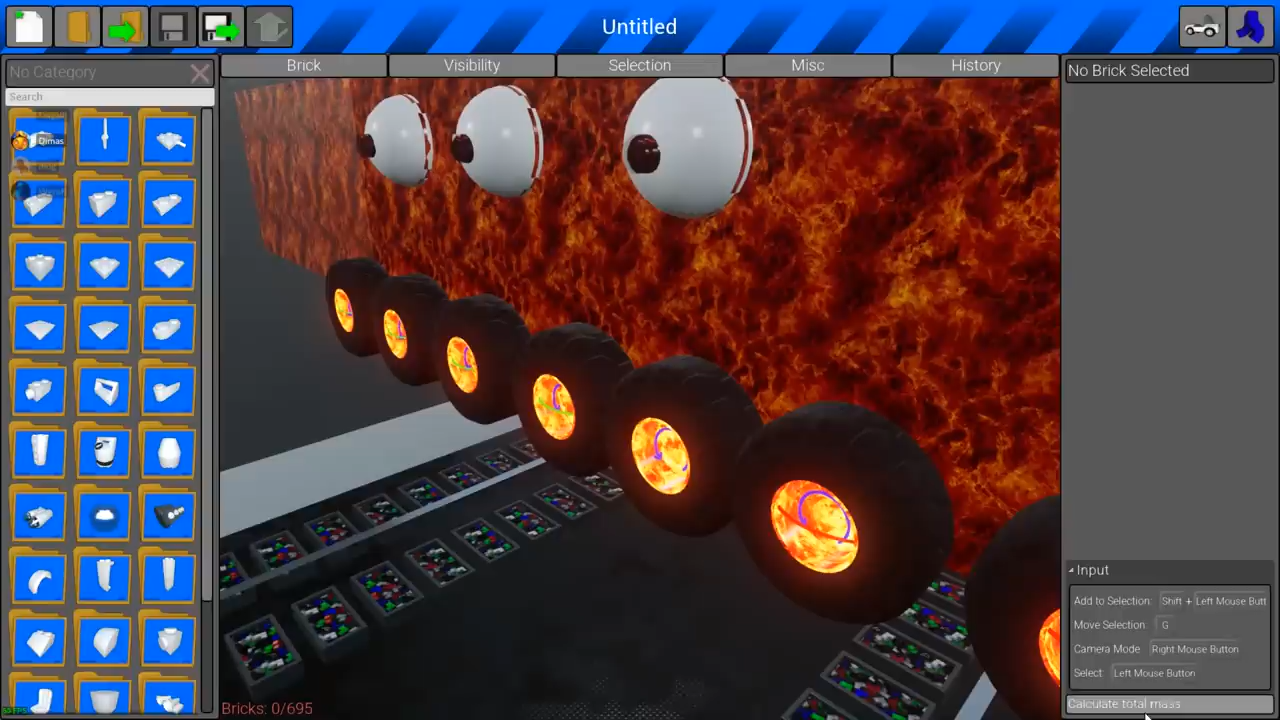 Untitled
No Category
Search
Dimas
Brick
Visibility
Selection
Misc
History
No Brick Selected
Input
Add to Selection: Shift + Left Mouse Butt
Move Selection: G
Camera Mode Right Mouse Button
Select: Left Mouse Button
Calculate total mass
Bricks: 0/695